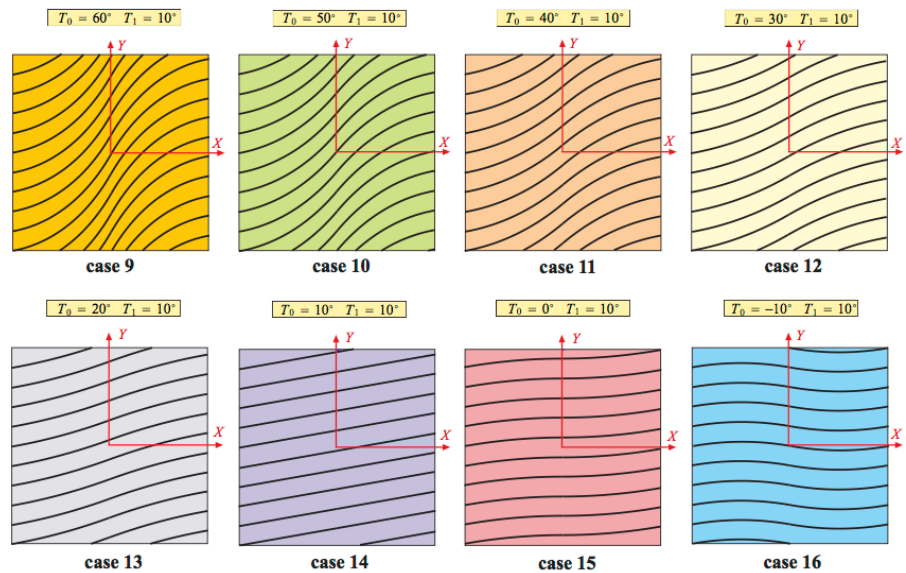 T₀ = 60° T₁ = 10° T₀ = 50° T₁ = 10° T₀ = 40° T₁ = 10° T₀ = 30° T₁ = 10°
Y Y Y Y
X X X X
case 9 case 10 case 11 case 12
T₀ = 20° T₁ = 10° T₀ = 10° T₁ = 10° T₀ = 0° T₁ = 10° T₀ = −10° T₁ = 10°
Y Y Y Y
X X X X
case 13 case 14 case 15 case 16